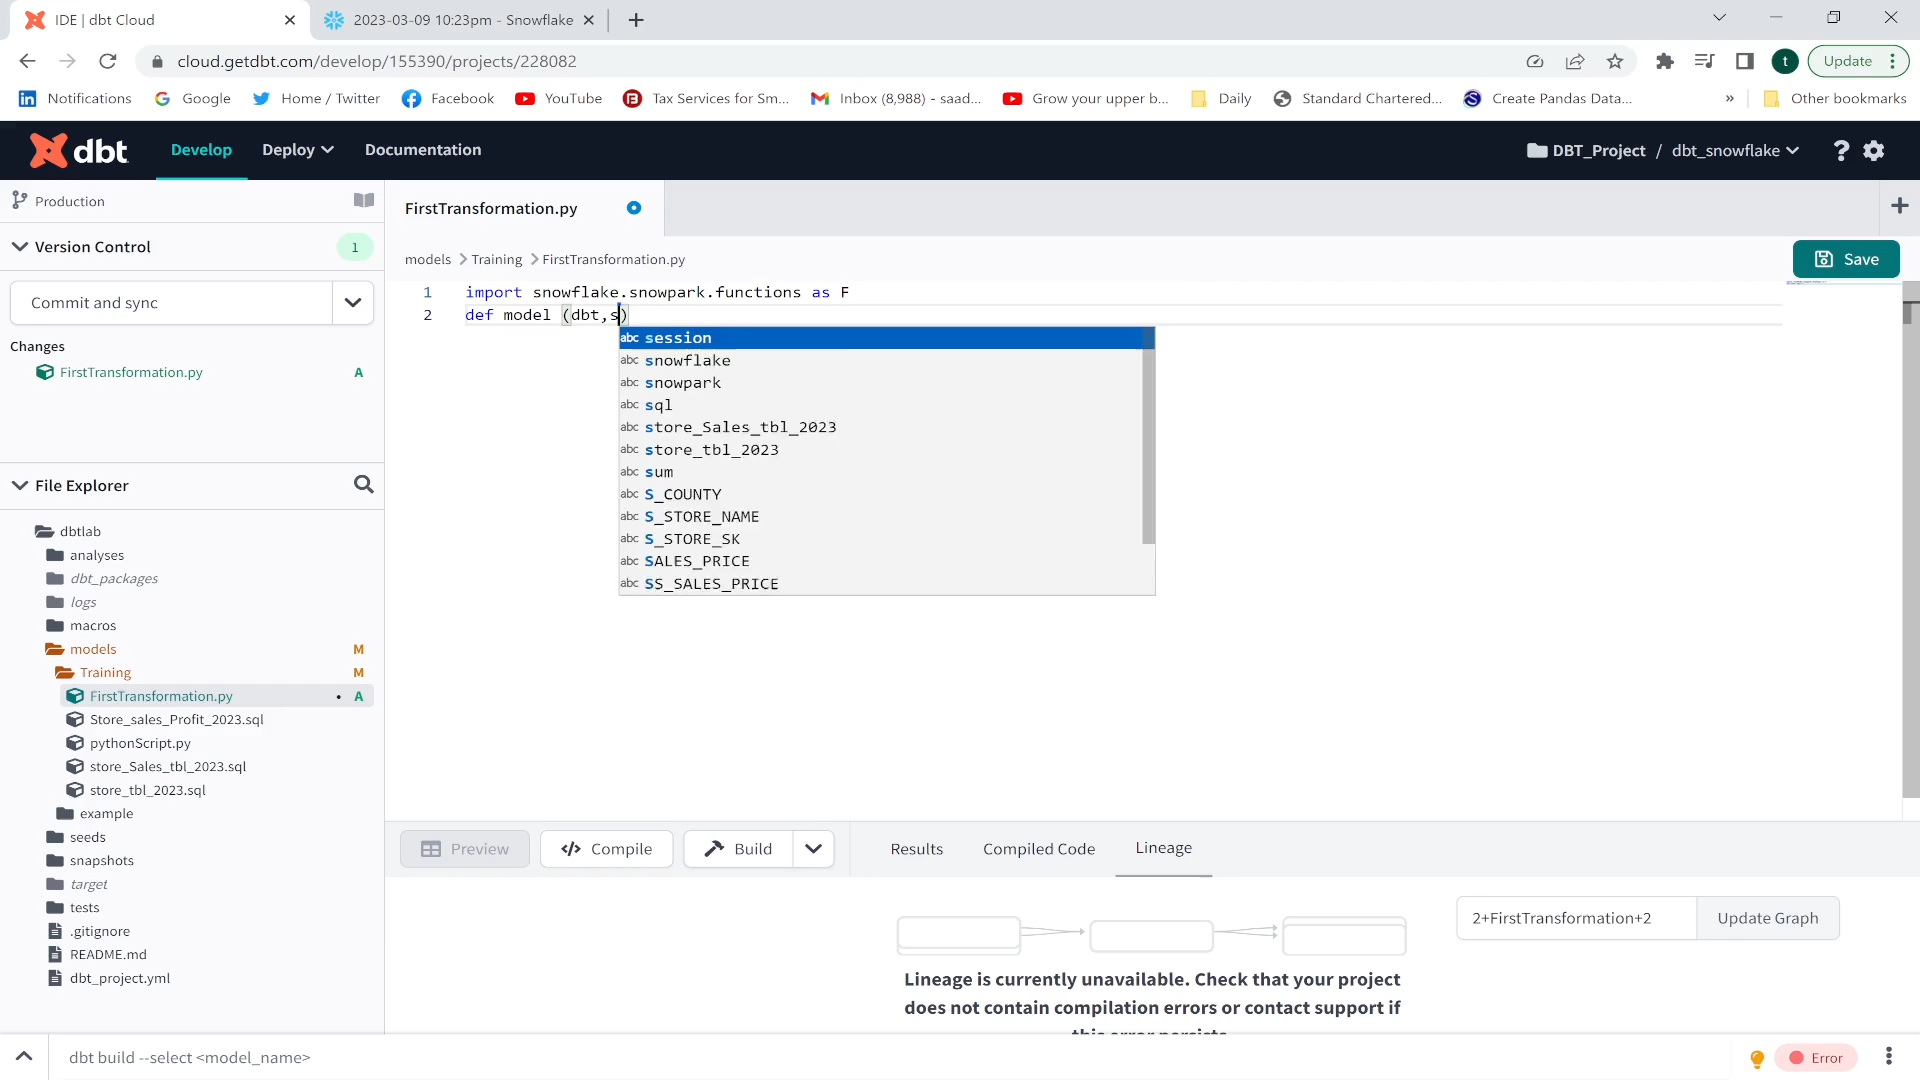 IDE | dbt Cloud
2023-03-09 10:23pm - Snowflake
cloud.getdbt.com/develop/155390/projects/228082
t
Update
Notifications
Google
Home / Twitter
Facebook
YouTube
Tax Services for Sm...
Inbox (8,988) - saad...
Grow your upper b...
Daily
Standard Chartered...
Create Pandas Data...
»
Other bookmarks
dbt
Develop
Deploy
Documentation
DBT_Project / dbt_snowflake
?
Production
Version Control
1
Commit and sync
Changes
FirstTransformation.py A
File Explorer
dbtlab
analyses
dbt_packages
logs
macros
models M
Training M
FirstTransformation.py • A
Store_sales_Profit_2023.sql
pythonScript.py
store_Sales_tbl_2023.sql
store_tbl_2023.sql
example
seeds
snapshots
target
tests
.gitignore
README.md
dbt_project.yml
FirstTransformation.py
models > Training > FirstTransformation.py
Save
1 import snowflake.snowpark.functions as F
2 def model (dbt,s)
abc session
abc snowflake
abc snowpark
abc sql
abc store_Sales_tbl_2023
abc store_tbl_2023
abc sum
abc S_COUNTY
abc S_STORE_NAME
abc S_STORE_SK
abc SALES_PRICE
abc SS_SALES_PRICE
Preview
</> Compile
Build
Results
Compiled Code
Lineage
2+FirstTransformation+2
Update Graph
Lineage is currently unavailable. Check that your project
does not contain compilation errors or contact support if
this error persists.
dbt build --select <model_name>
Error